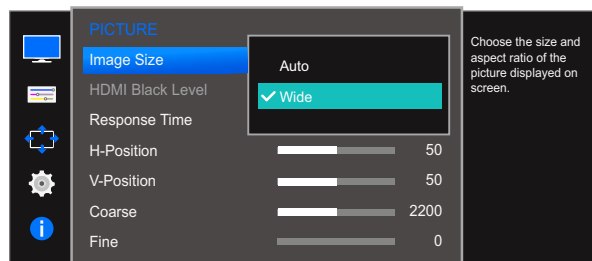 PICTURE
Image Size
Auto
Wide
HDMI Black Level
Response Time
H-Position 50
V-Position 50
Coarse 2200
Fine 0
Choose the size and
aspect ratio of the
picture displayed on
screen.